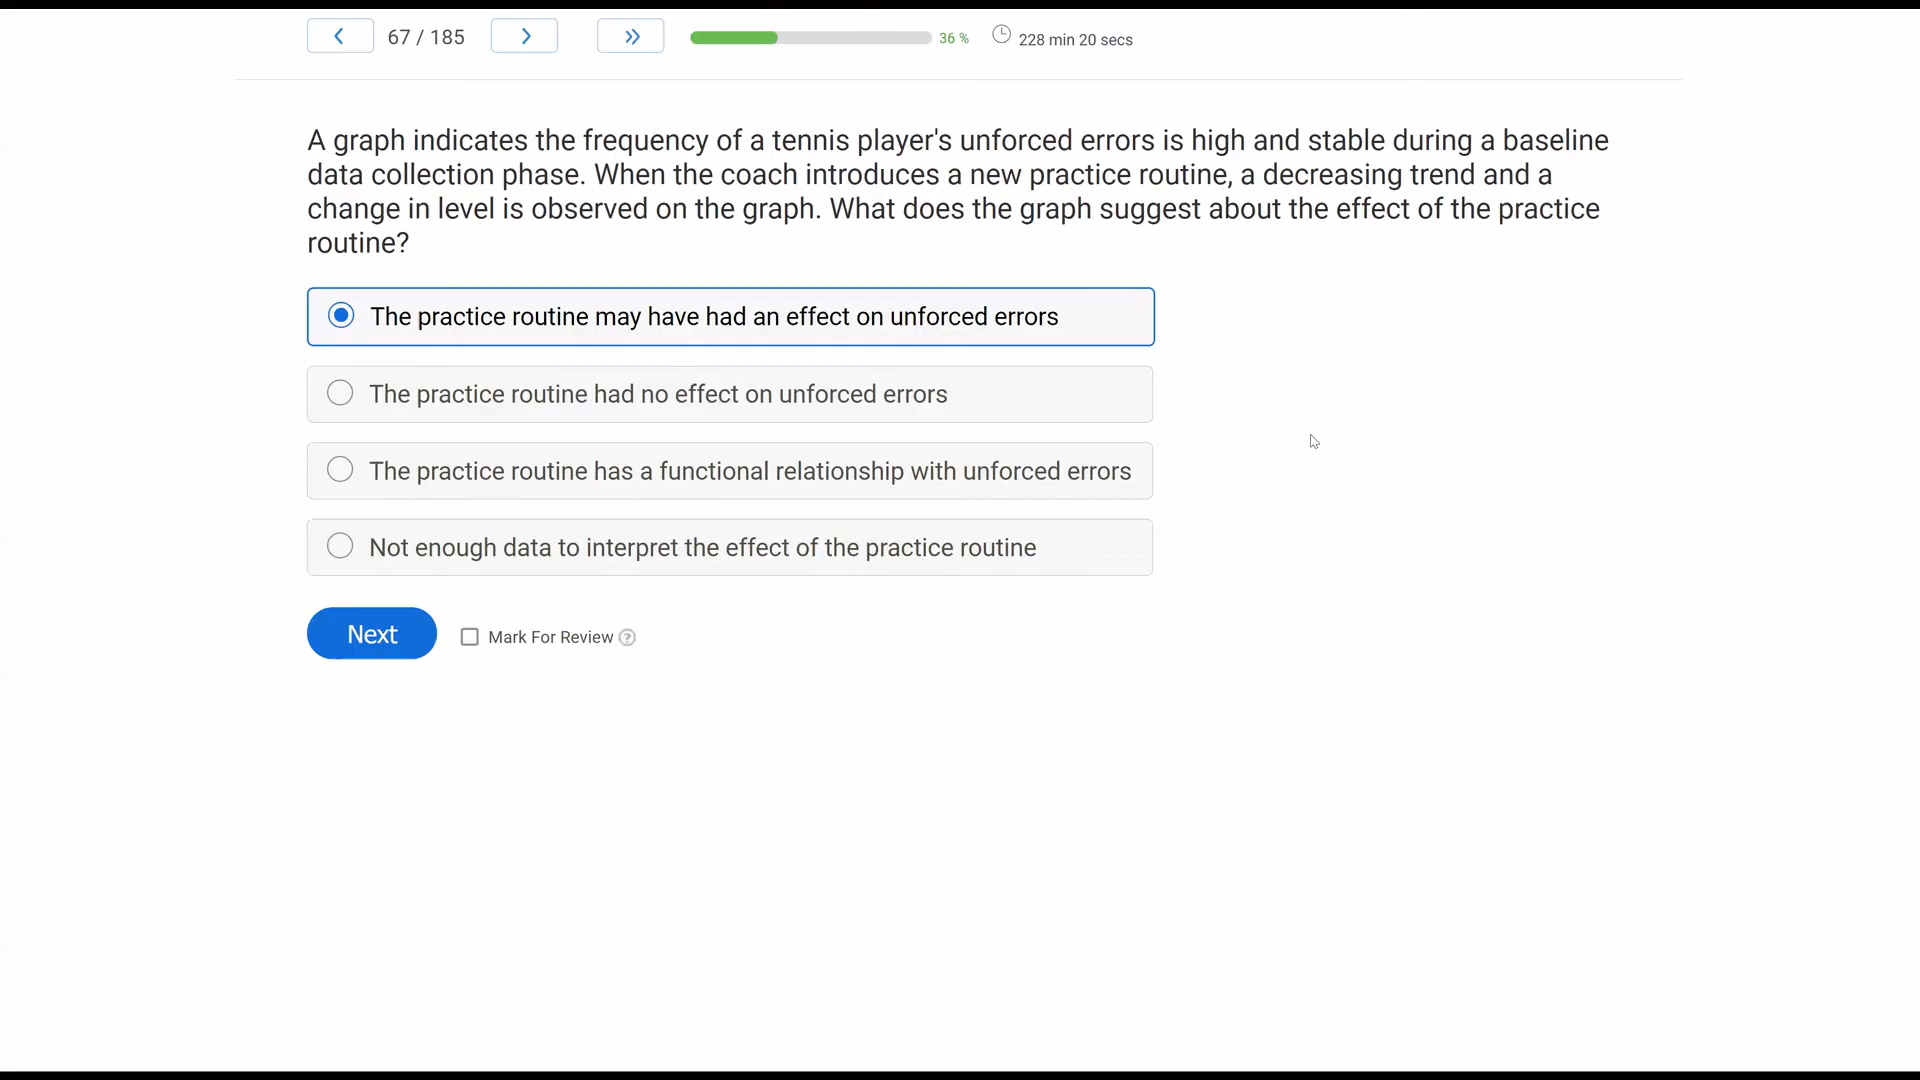 67 / 185
36 %
228 min 20 secs
A graph indicates the frequency of a tennis player's unforced errors is high and stable during a baseline
data collection phase. When the coach introduces a new practice routine, a decreasing trend and a
change in level is observed on the graph. What does the graph suggest about the effect of the practice
routine?
The practice routine may have had an effect on unforced errors
The practice routine had no effect on unforced errors
The practice routine has a functional relationship with unforced errors
Not enough data to interpret the effect of the practice routine
Next
Mark For Review ?